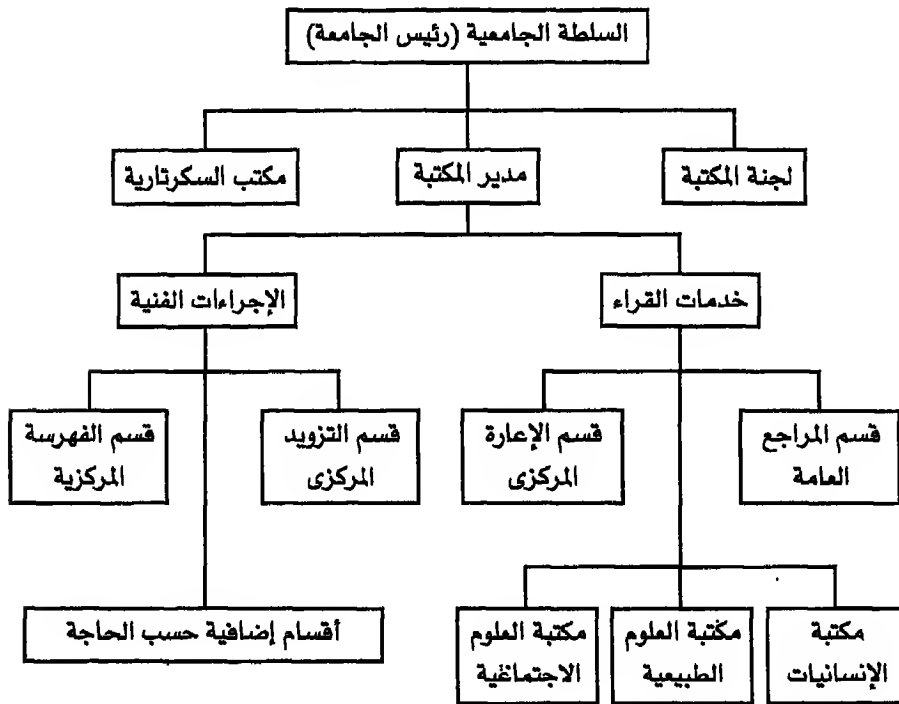 السلطة الجامعية (رئيس الجامعة)
لجنة المكتبة
مدير المكتبة
مكتب السكرتارية
خدمات القراء
الإجراءات الفنية
قسم المراجع
العامة
قسم الإعارة
المركزى
قسم التزويد
المركزى
قسم الفهرسة
المركزية
مكتبة
الإنسانيات
مكتبة العلوم
الطبيعية
مكتبة العلوم
الاجتماعية
أقسام إضافية حسب الحاجة